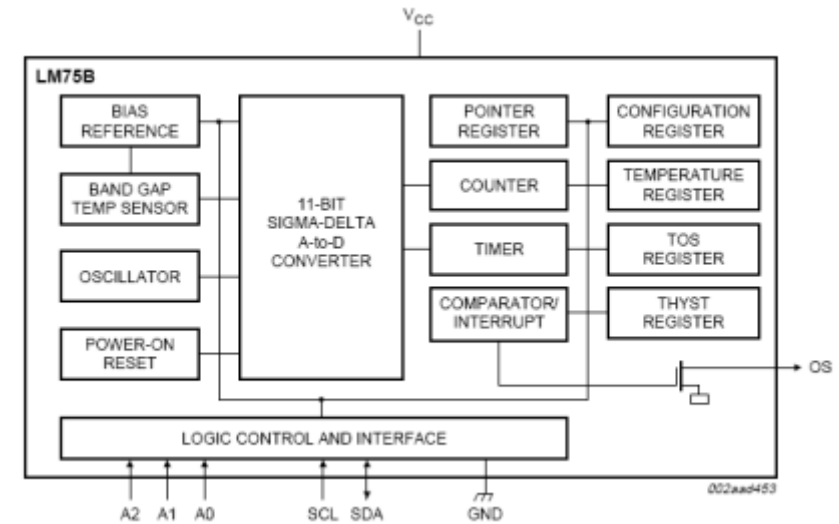 VCC
LM75B
BIAS
REFERENCE
BAND GAP
TEMP SENSOR
OSCILLATOR
POWER-ON
RESET
11-BIT
SIGMA-DELTA
A-to-D
CONVERTER
POINTER
REGISTER
COUNTER
TIMER
COMPARATOR/
INTERRUPT
CONFIGURATION
REGISTER
TEMPERATURE
REGISTER
TOS
REGISTER
THYST
REGISTER
OS
LOGIC CONTROL AND INTERFACE
002aad453
A2 A1 A0 SCL SDA GND